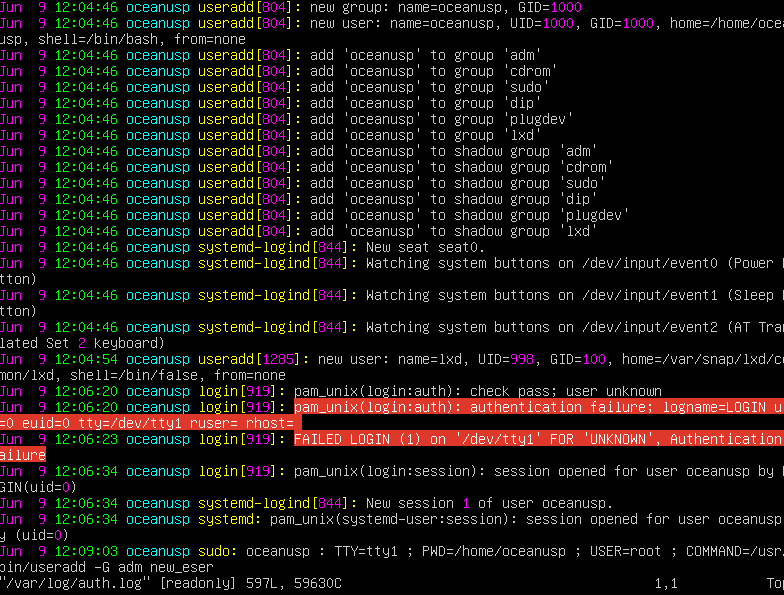 Jun  9 12:04:46 oceanusp useradd[804]: new group: name=oceanusp, GID=1000
Jun  9 12:04:46 oceanusp useradd[804]: new user: name=oceanusp, UID=1000, GID=1000, home=/home/ocea
usp, shell=/bin/bash, from=none
Jun  9 12:04:46 oceanusp useradd[804]: add 'oceanusp' to group 'adm'
Jun  9 12:04:46 oceanusp useradd[804]: add 'oceanusp' to group 'cdrom'
Jun  9 12:04:46 oceanusp useradd[804]: add 'oceanusp' to group 'sudo'
Jun  9 12:04:46 oceanusp useradd[804]: add 'oceanusp' to group 'dip'
Jun  9 12:04:46 oceanusp useradd[804]: add 'oceanusp' to group 'plugdev'
Jun  9 12:04:46 oceanusp useradd[804]: add 'oceanusp' to group 'lxd'
Jun  9 12:04:46 oceanusp useradd[804]: add 'oceanusp' to shadow group 'adm'
Jun  9 12:04:46 oceanusp useradd[804]: add 'oceanusp' to shadow group 'cdrom'
Jun  9 12:04:46 oceanusp useradd[804]: add 'oceanusp' to shadow group 'sudo'
Jun  9 12:04:46 oceanusp useradd[804]: add 'oceanusp' to shadow group 'dip'
Jun  9 12:04:46 oceanusp useradd[804]: add 'oceanusp' to shadow group 'plugdev'
Jun  9 12:04:46 oceanusp useradd[804]: add 'oceanusp' to shadow group 'lxd'
Jun  9 12:04:46 oceanusp systemd-logind[844]: New seat seat0.
Jun  9 12:04:46 oceanusp systemd-logind[844]: Watching system buttons on /dev/input/event0 (Power
tton)
Jun  9 12:04:46 oceanusp systemd-logind[844]: Watching system buttons on /dev/input/event1 (Sleep
tton)
Jun  9 12:04:46 oceanusp systemd-logind[844]: Watching system buttons on /dev/input/event2 (AT Tran
lated Set 2 keyboard)
Jun  9 12:04:54 oceanusp useradd[1285]: new user: name=lxd, UID=998, GID=100, home=/var/snap/lxd/co
mon/lxd, shell=/bin/false, from=none
Jun  9 12:06:20 oceanusp login[919]: pam_unix(login:auth): check pass; user unknown
Jun  9 12:06:20 oceanusp login[919]: pam_unix(login:auth): authentication failure; logname=LOGIN u
=0 euid=0 tty=/dev/tty1 ruser= rhost=
Jun  9 12:06:23 oceanusp login[919]: FAILED LOGIN (1) on '/dev/tty1' FOR 'UNKNOWN', Authentication
ailure
Jun  9 12:06:34 oceanusp login[919]: pam_unix(login:session): session opened for user oceanusp by
GIN(uid=0)
Jun  9 12:06:34 oceanusp systemd-logind[844]: New session 1 of user oceanusp.
Jun  9 12:06:34 oceanusp systemd: pam_unix(systemd-user:session): session opened for user oceanusp
y (uid=0)
Jun  9 12:09:03 oceanusp sudo: oceanusp : TTY=tty1 ; PWD=/home/oceanusp ; USER=root ; COMMAND=/usr/
bin/useradd -G adm new_eser
"/var/log/auth.log" [readonly] 597L, 59630C 1,1 Top